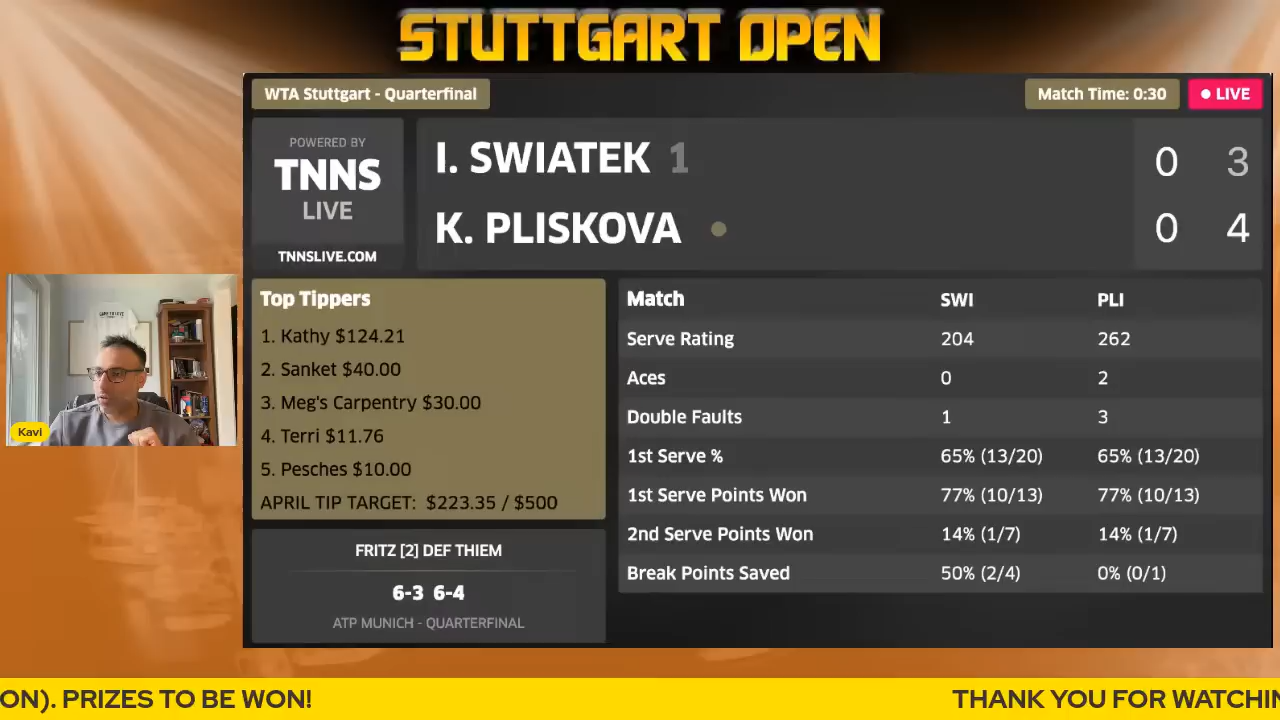 STUTTGART OPEN
WTA Stuttgart - Quarterfinal
Match Time: 0:30
LIVE
POWERED BY
TNNS
LIVE
TNNSLIVE.COM
I. SWIATEK 1 0 3
K. PLISKOVA 0 4
Top Tippers
1. Kathy $124.21
2. Sanket $40.00
3. Meg's Carpentry $30.00
4. Terri $11.76
5. Pesches $10.00
APRIL TIP TARGET: $223.35 / $500
FRITZ [2] DEF THIEM
6-3 6-4
ATP MUNICH - QUARTERFINAL
Match SWI PLI
Serve Rating 204 262
Aces 0 2
Double Faults 1 3
1st Serve % 65% (13/20) 65% (13/20)
1st Serve Points Won 77% (10/13) 77% (10/13)
2nd Serve Points Won 14% (1/7) 14% (1/7)
Break Points Saved 50% (2/4) 0% (0/1)
Kavi
ON). PRIZES TO BE WON! THANK YOU FOR WATCHIN